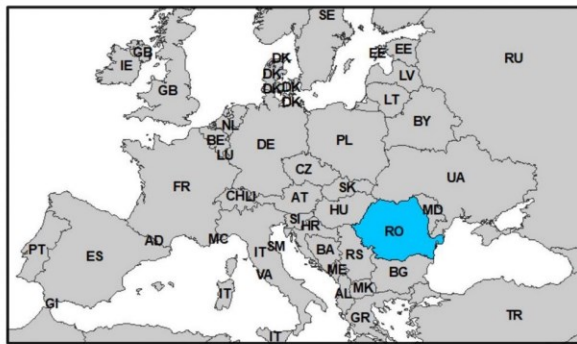 SE
GB
IE
DK
EE
EE
RU
DK
LV
DK
DK
GB
DK
LT
NL
BY
BE
DE
PL
LU
CZ
UA
FR
SK
CHLI
AT
HU
MD
SI
HR
RO
PT
AD
MC
IT
SM
BA
RS
ES
VA
ME
BG
IT
AL
MK
GI
GR
TR
IT